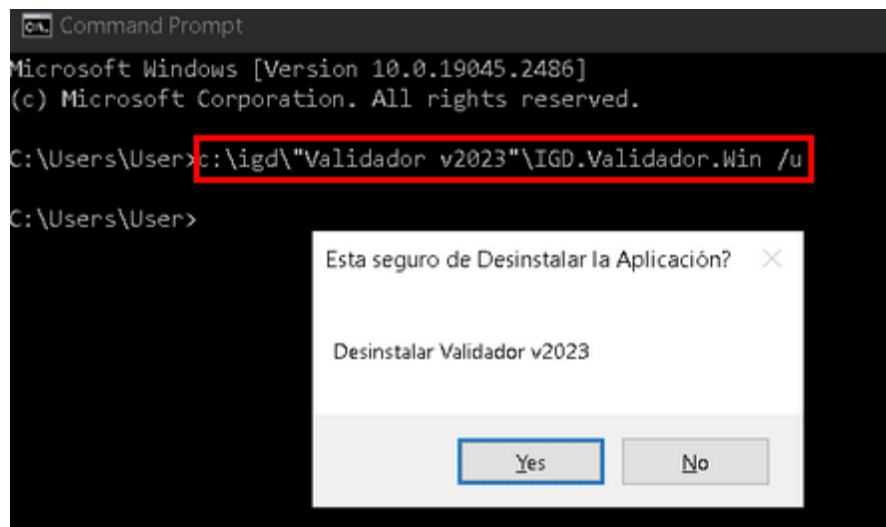 Command Prompt
Microsoft Windows [Version 10.0.19045.2486]
(c) Microsoft Corporation. All rights reserved.
C:\Users\User>c:\igd\"Validador v2023"\IGD.Validador.Win /u
C:\Users\User>
Esta seguro de Desinstalar la Aplicación?
Desinstalar Validador v2023
Yes
No